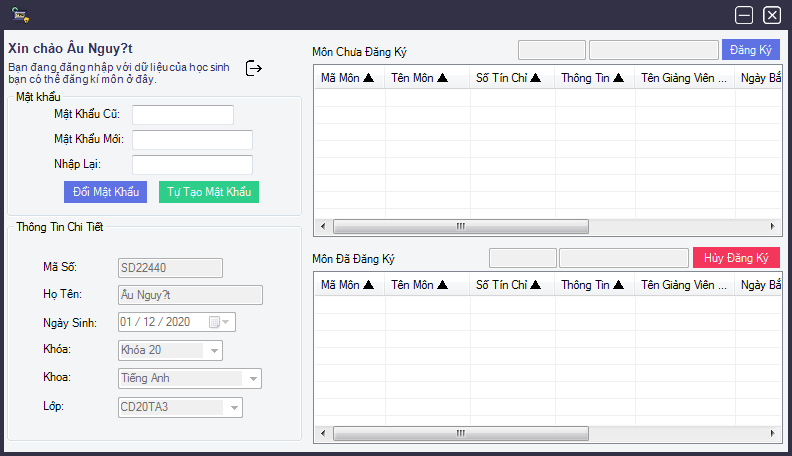 Xin chào Âu Nguy?t
Bạn đang đăng nhập với dữ liệu của học sinh
bạn có thể đăng kí môn ở đây.
Mật khẩu
Mật Khẩu Cũ:
Mật Khẩu Mới:
Nhập Lại:
Đổi Mật Khẩu
Tự Tạo Mật Khẩu
Thông Tin Chi Tiết
Mã Số:
SD22440
Họ Tên:
Âu Nguy?t
Ngày Sinh:
01 / 12 / 2020
Khóa:
Khóa 20
Khoa:
Tiếng Anh
Lớp:
CD20TA3
Môn Chưa Đăng Ký
Đăng Ký
Mã Môn ▲ Tên Môn ▲ Số Tín Chỉ ▲ Thông Tin ▲ Tên Giảng Viên ... Ngày Bắ
Môn Đã Đăng Ký
Hủy Đăng Ký
Mã Môn ▲ Tên Môn ▲ Số Tín Chỉ ▲ Thông Tin ▲ Tên Giảng Viên ... Ngày Bắ